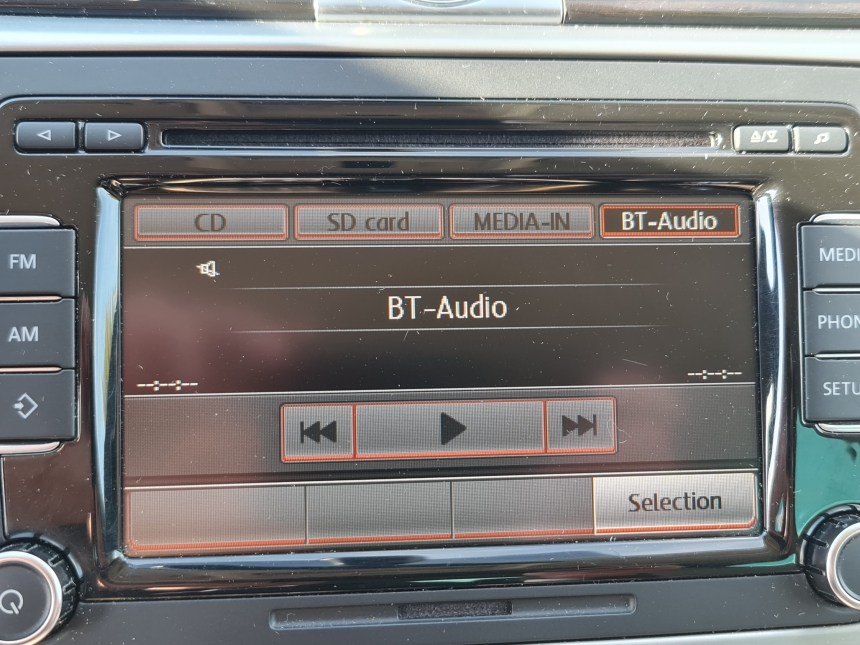 CD SD card MEDIA-IN BT-Audio
FM
AM
BT-Audio
--:--:-- --:--:--
Selection
MEDI
PHON
SETU